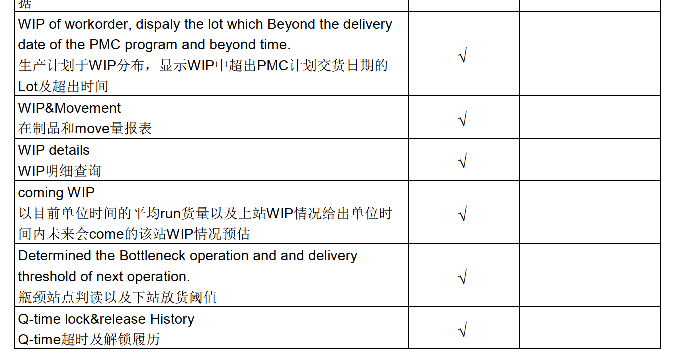 据
WIP of workorder, dispaly the lot which Beyond the delivery
date of the PMC program and beyond time.
√
生产计划于WIP分布，显示WIP中超出PMC计划交货日期的
Lot及超出时间
WIP&Movement
√
在制品和move量报表
WIP details
√
WIP明细查询
coming WIP
以目前单位时间的平均run货量以及上站WIP情况给出单位时
√
间内未来会come的该站WIP情况预估
Determined the Bottleneck operation and and delivery
threshold of next operation.
√
瓶颈站点判读以及下站放货阈值
Q-time lock&release History
√
Q-time超时及解锁履历